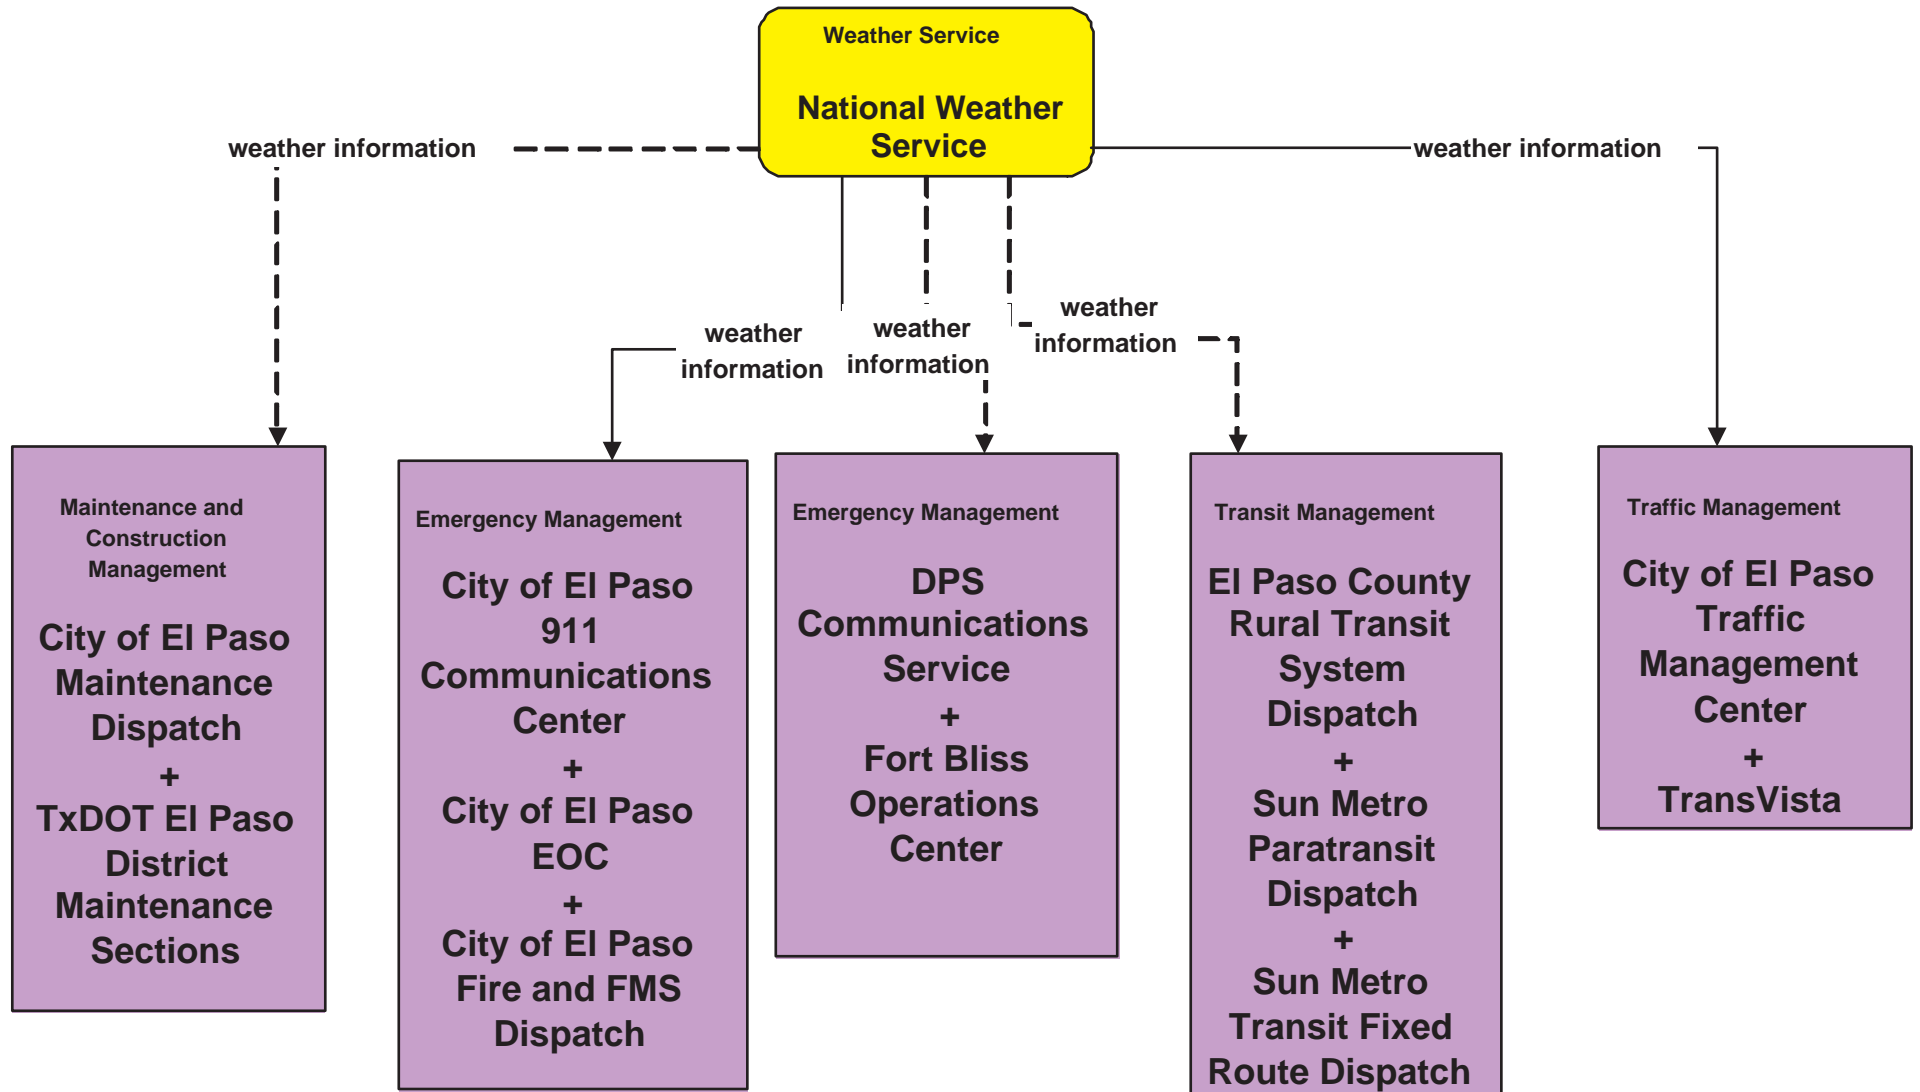 Weather Service
National Weather
Service
weather information
weather information
weather
information
weather
information
weather
information
Maintenance and
Construction
Management
City of El Paso
Maintenance
Dispatch
+
TxDOT El Paso
District
Maintenance
Sections
Emergency Management
City of El Paso
911
Communications
Center
+
City of El Paso
EOC
+
City of El Paso
Fire and FMS
Dispatch
Emergency Management
DPS
Communications
Service
+
Fort Bliss
Operations
Center
Transit Management
El Paso County
Rural Transit
System
Dispatch
+
Sun Metro
Paratransit
Dispatch
+
Sun Metro
Transit Fixed
Route Dispatch
Traffic Management
City of El Paso
Traffic
Management
Center
+
TransVista